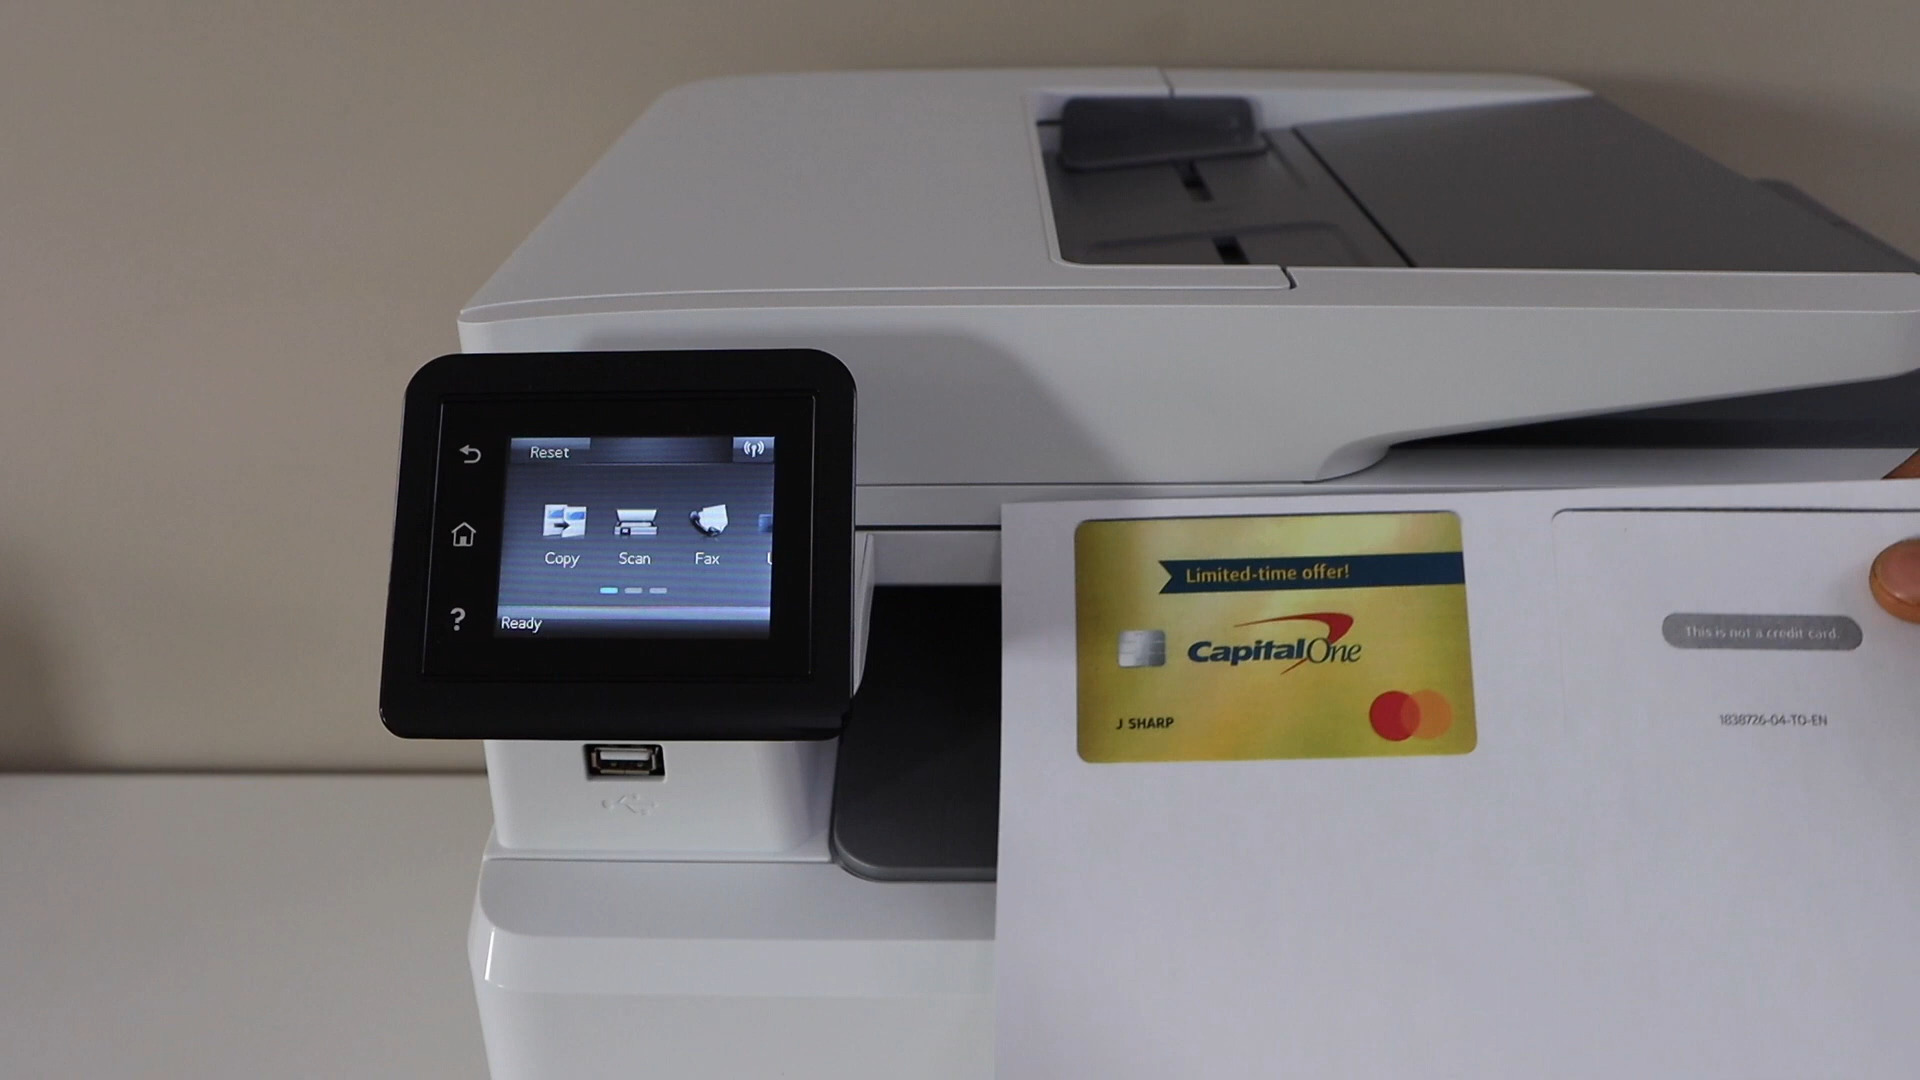 Reset
Copy
Scan
Fax
Ready
?
Limited-time offer!
CapitalOne
J SHARP
This is not a credit card.
1838726-04-TO-EN